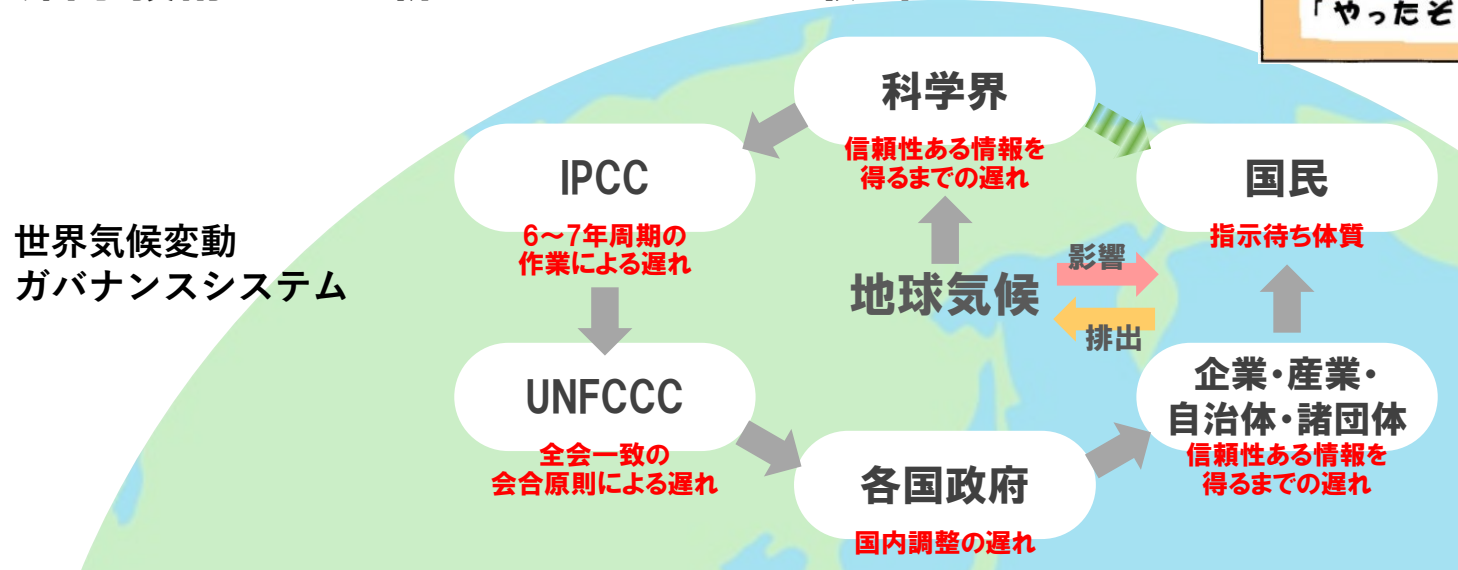 「やったぞ
科学界
信頼性ある情報を
得るまでの遅れ
IPCC
6～7年周期の
作業による遅れ
国民
指示待ち体質
世界気候変動
ガバナンスシステム
地球気候
影響
排出
UNFCCC
全会一致の
会合原則による遅れ
企業・産業・
自治体・諸団体
信頼性ある情報を
得るまでの遅れ
各国政府
国内調整の遅れ